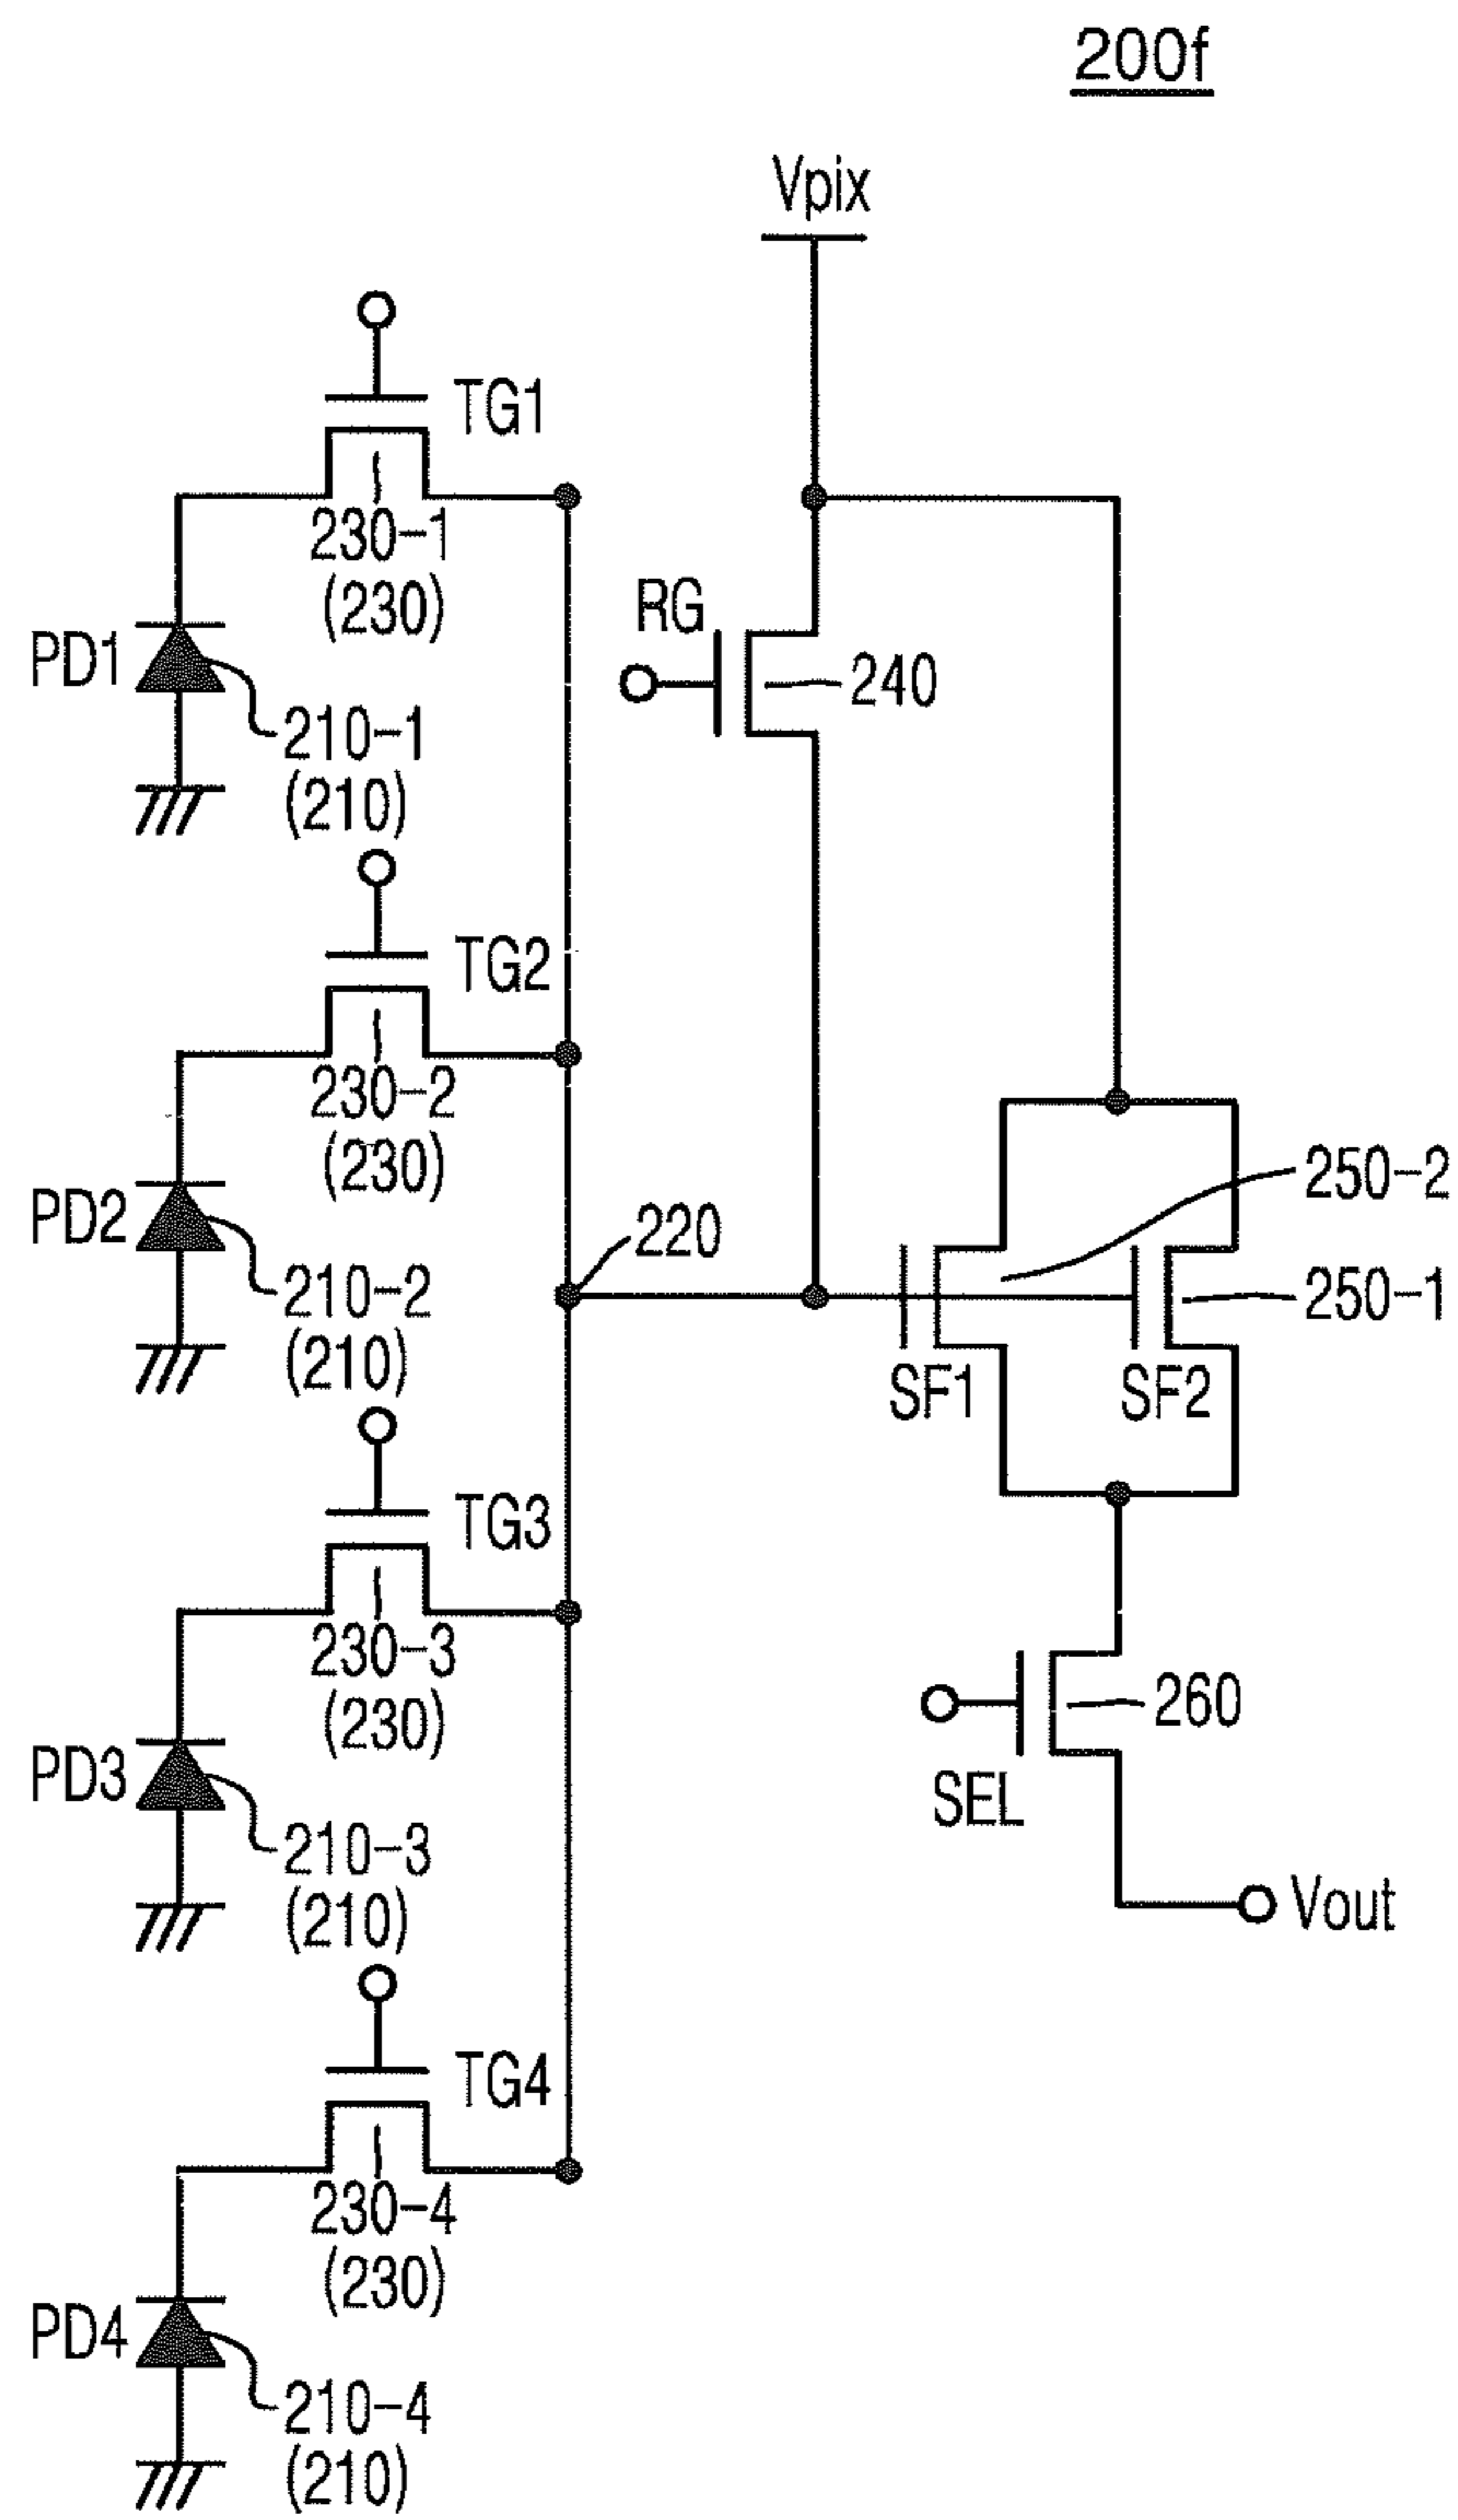 200f
Vpix
TG1
230-1
(230)
RG
PD1
240
210-1
(210)
TG2
230-2
(230)
PD2
220
250-2
210-2
(210)
250-1
SF1
SF2
TG3
230-3
(230)
260
PD3
SEL
210-3
(210)
Vout
TG4
230-4
(230)
PD4
210-4
(210)